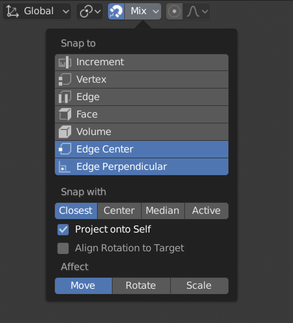 Global Mix
Snap to
Increment
Vertex
Edge
Face
Volume
Edge Center
Edge Perpendicular
Snap with
Closest Center Median Active
Project onto Self
Align Rotation to Target
Affect
Move Rotate Scale